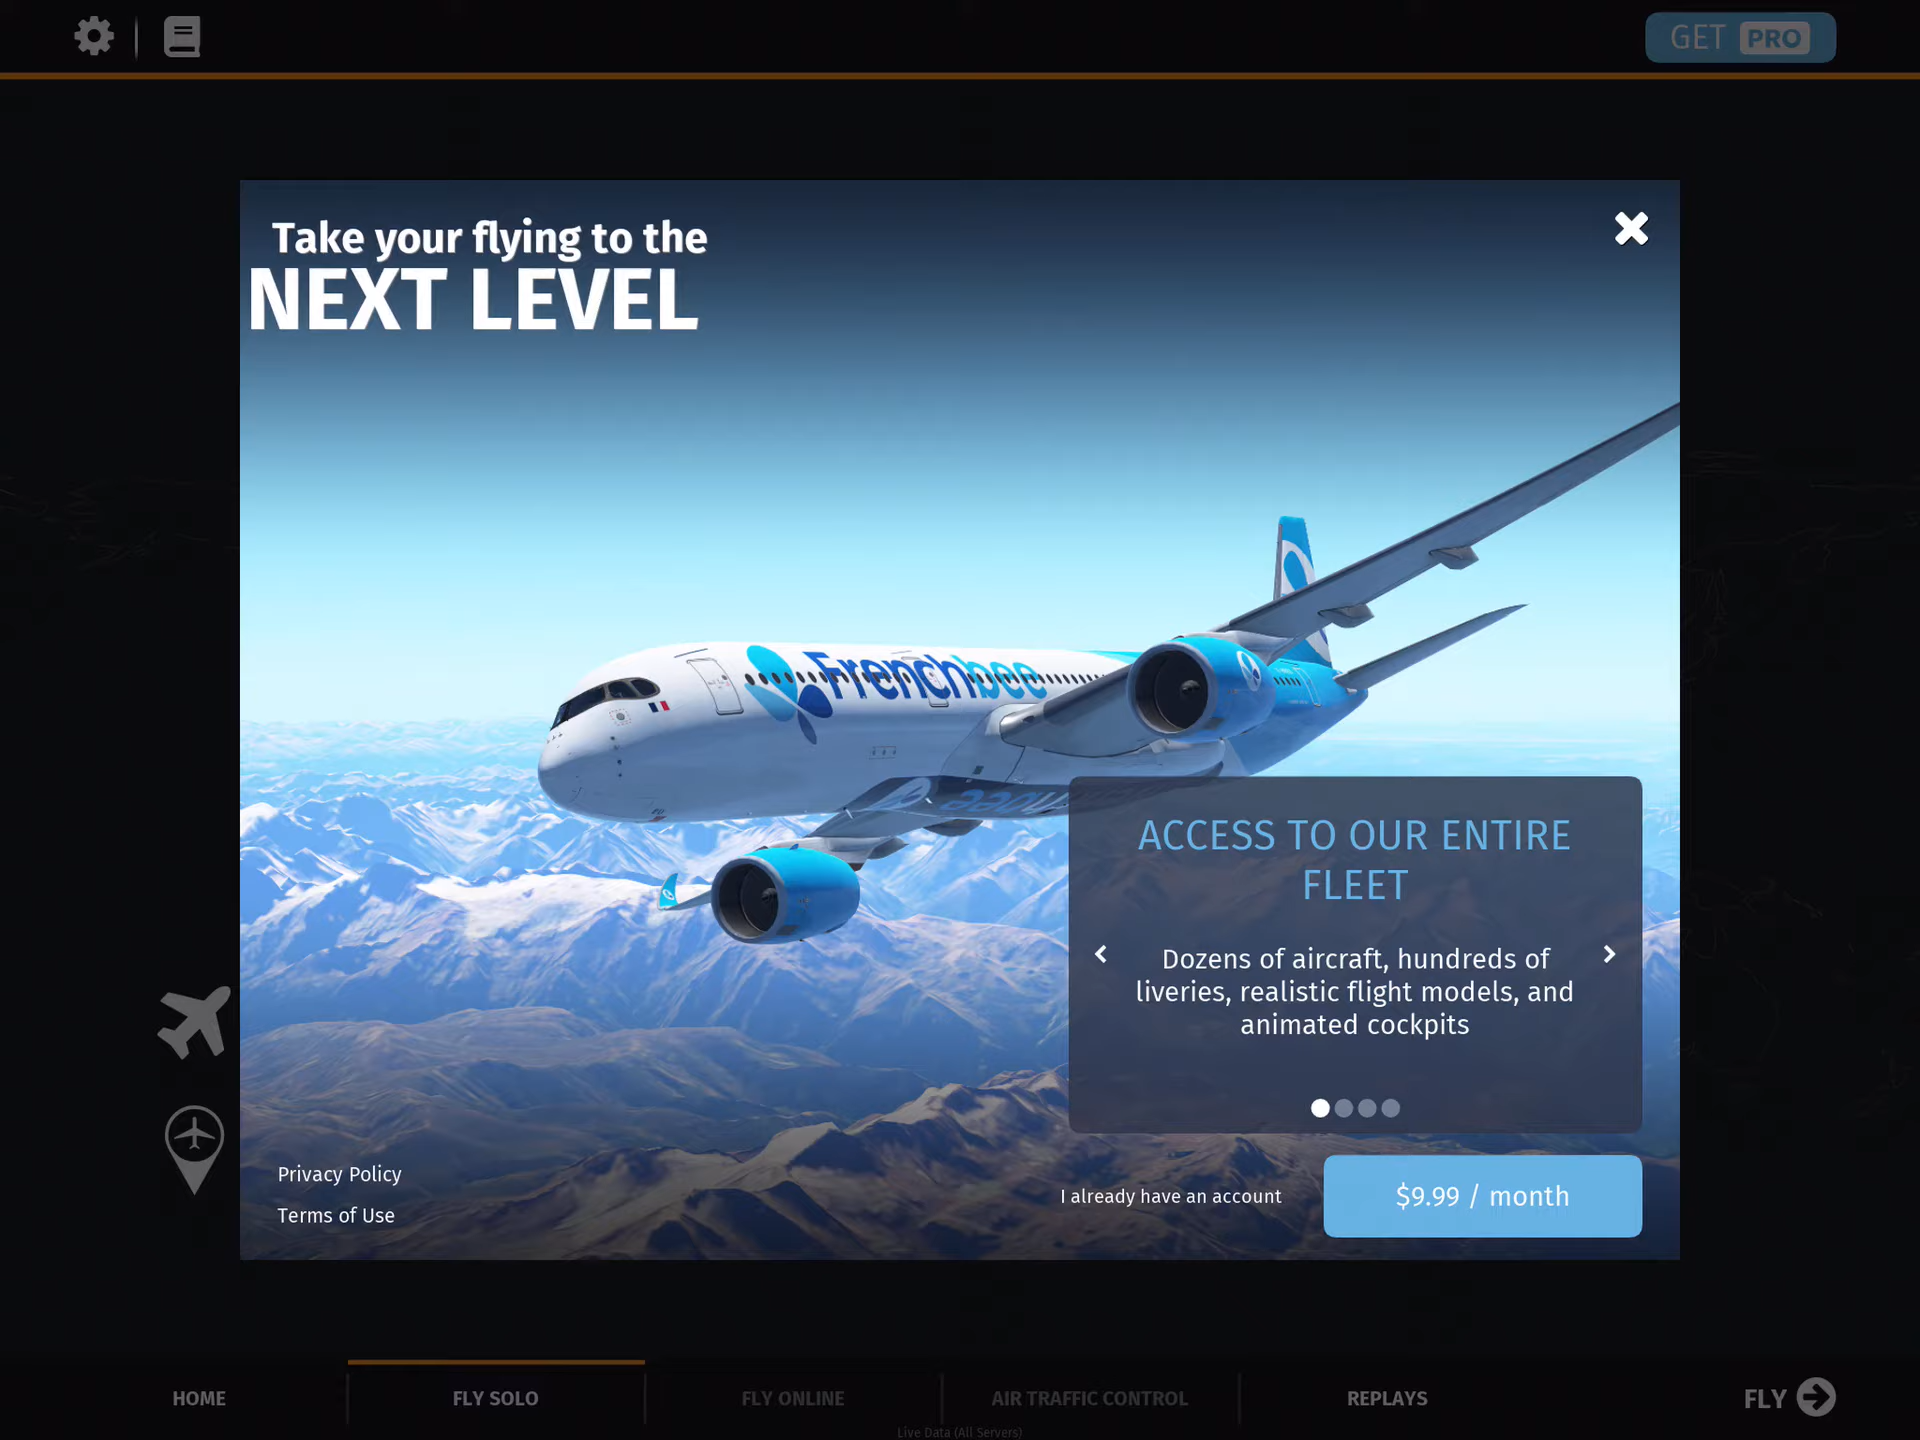 GET PRO
Take your flying to the
NEXT LEVEL
Frenchbee
ACCESS TO OUR ENTIRE
FLEET
Dozens of aircraft, hundreds of
liveries, realistic flight models, and
animated cockpits
Privacy Policy
Terms of Use
I already have an account
$9.99 / month
HOME
FLY SOLO
FLY ONLINE
AIR TRAFFIC CONTROL
REPLAYS
FLY
Live Data (All Servers)